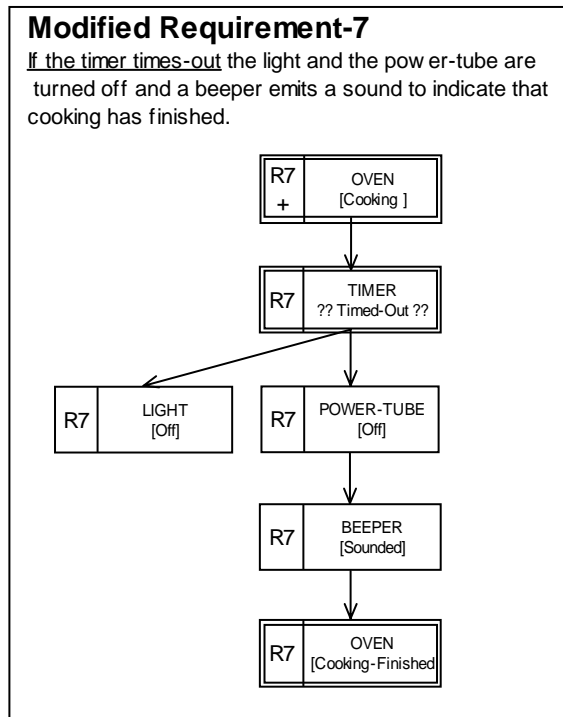 Modified Requirement-7
If the timer times-out the light and the pow er-tube are
turned off and a beeper emits a sound to indicate that
cooking has finished.
R7
+
OVEN
[Cooking ]
R7
TIMER
?? Timed-Out ??
R7
LIGHT
[Off]
R7
POWER-TUBE
[Off]
R7
BEEPER
[Sounded]
R7
OVEN
[Cooking-Finished